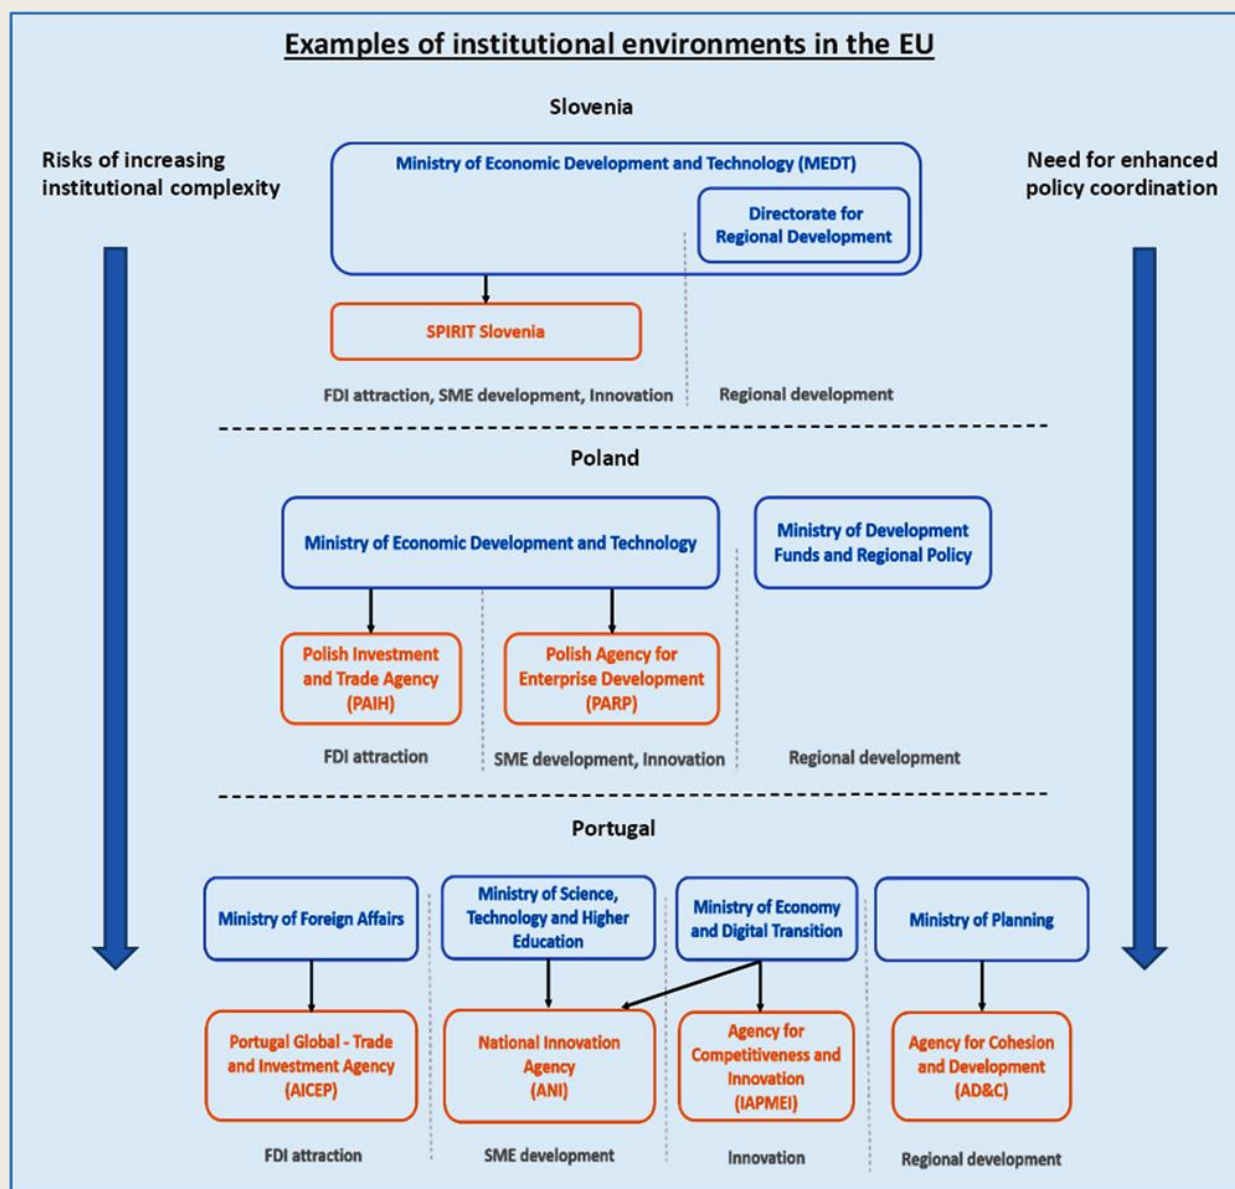 Examples of institutional environments in the EU
Slovenia
Risks of increasing
institutional complexity
Need for enhanced
policy coordination
Ministry of Economic Development and Technology (MEDT)
Directorate for
Regional Development
SPIRIT Slovenia
FDI attraction, SME development, Innovation
Regional development
Poland
Ministry of Economic Development and Technology
Ministry of Development
Funds and Regional Policy
Polish Investment
and Trade Agency
(PAIH)
Polish Agency for
Enterprise Development
(PARP)
FDI attraction
SME development, Innovation
Regional development
Portugal
Ministry of Foreign Affairs
Ministry of Science,
Technology and Higher
Education
Ministry of Economy
and Digital Transition
Ministry of Planning
Portugal Global - Trade
and Investment Agency
(AICEP)
National Innovation
Agency
(ANI)
Agency for
Competitiveness and
Innovation
(IAPMEI)
Agency for Cohesion
and Development
(AD&C)
FDI attraction
SME development
Innovation
Regional development